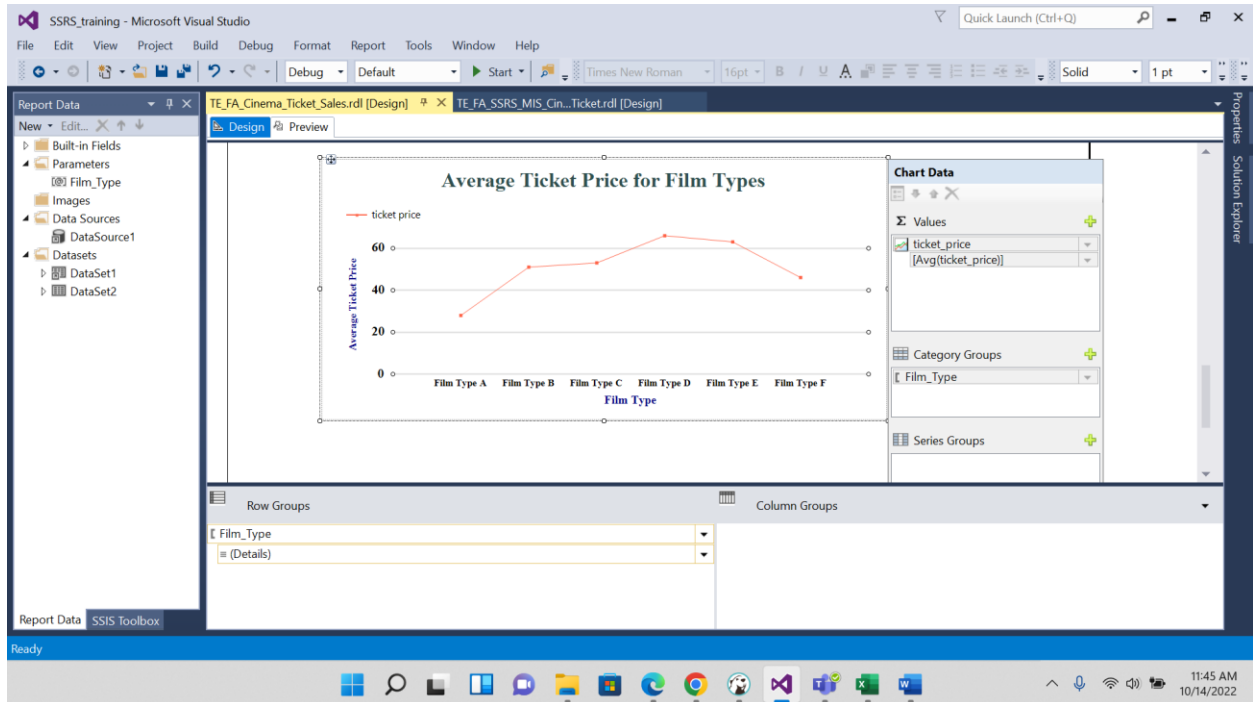 SSRS_training - Microsoft Visual Studio
Quick Launch (Ctrl+Q)
File Edit View Project Build Debug Format Report Tools Window Help
Debug Default Start Times New Roman 16pt B I U A Solid 1 pt
Report Data
New Edit...
Built-in Fields
Parameters
Film_Type
Images
Data Sources
DataSource1
Datasets
DataSet1
DataSet2
Report Data SSIS Toolbox
TE_FA_Cinema_Ticket_Sales.rdl [Design] TE_FA_SSRS_MIS_Cin...Ticket.rdl [Design]
Design Preview
Average Ticket Price for Film Types
ticket price
Average Ticket Price
60
40
20
0
Film Type A Film Type B Film Type C Film Type D Film Type E Film Type F
Film Type
Chart Data
Σ Values
ticket_price
[Avg(ticket_price)]
Category Groups
Film_Type
Series Groups
Row Groups
Column Groups
Film_Type
(Details)
Properties
Solution Explorer
Ready
11:45 AM
10/14/2022